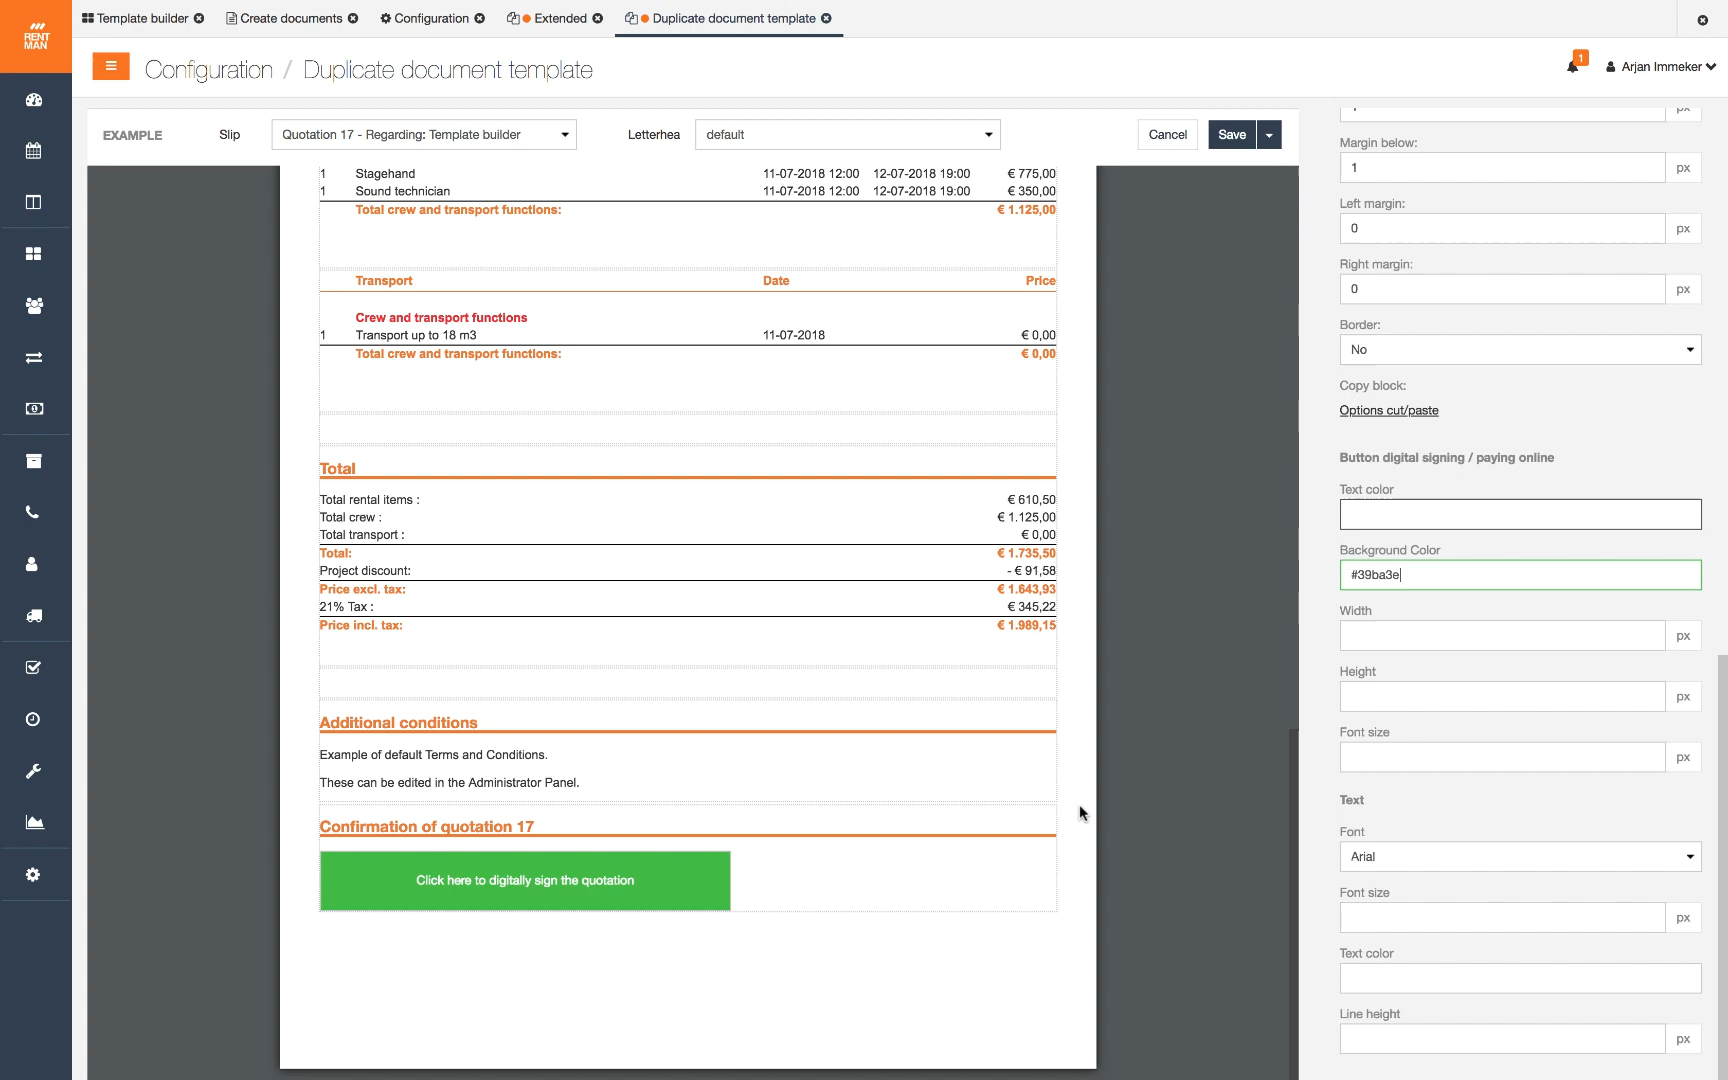 RENT MAN
Template builder
Create documents
Configuration
Extended
Duplicate document template
Configuration / Duplicate document template
1
Arjan Immeker
EXAMPLE
Slip
Quotation 17 - Regarding: Template builder
Letterhea
default
Cancel
Save
1 Stagehand 11-07-2018 12:00 12-07-2018 19:00 € 775,00
1 Sound technician 11-07-2018 12:00 12-07-2018 19:00 € 350,00
Total crew and transport functions: € 1.125,00
Transport Date Price
Crew and transport functions
1 Transport up to 18 m3 11-07-2018 € 0,00
Total crew and transport functions: € 0,00
Total
Total rental items : € 610,50
Total crew : € 1.125,00
Total transport : € 0,00
Total: € 1.735,50
Project discount: - € 91,58
Price excl. tax: € 1.643,93
21% Tax : € 345,22
Price incl. tax: € 1.989,15
Additional conditions
Example of default Terms and Conditions.
These can be edited in the Administrator Panel.
Confirmation of quotation 17
Click here to digitally sign the quotation
Margin below:
1 px
Left margin:
0 px
Right margin:
0 px
Border:
No
Copy block:
Options cut/paste
Button digital signing / paying online
Text color
Background Color
#39ba3e
Width
px
Height
px
Font size
px
Text
Font
Arial
Font size
px
Text color
Line height
px